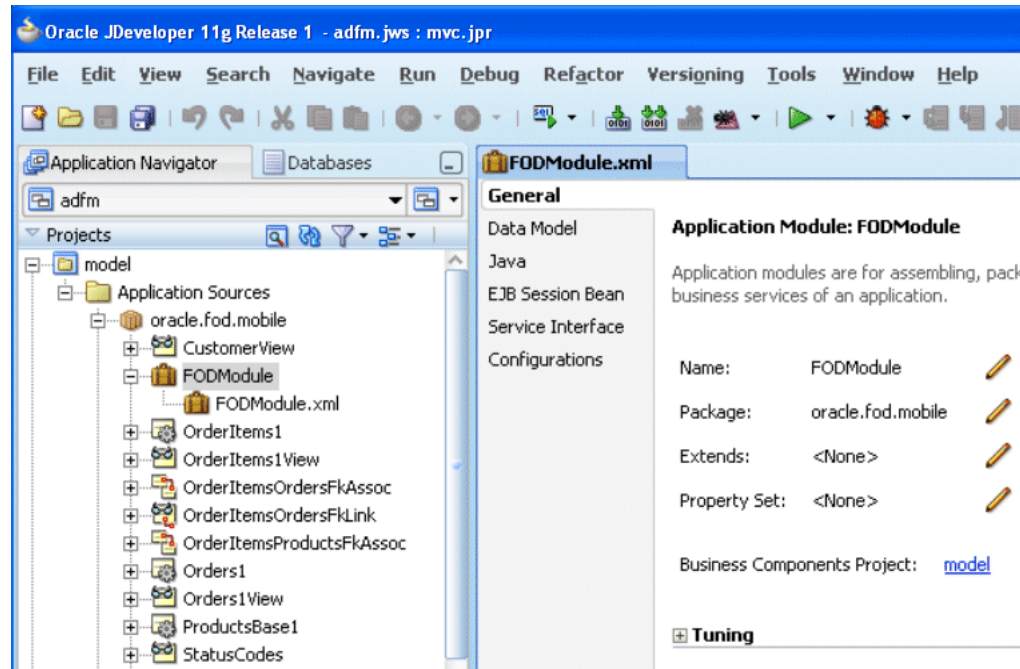 Oracle JDeveloper 11g Release 1 - adfm.jws : mvc.jpr
File Edit View Search Navigate Run Debug Refactor Versioning Tools Window Help
Application Navigator Databases
adfm
Projects
model
Application Sources
oracle.fod.mobile
CustomerView
FODModule
FODModule.xml
OrderItems1
OrderItems1View
OrderItemsOrdersFkAssoc
OrderItemsOrdersFkLink
OrderItemsProductsFkAssoc
Orders1
Orders1View
ProductsBase1
StatusCodes
FODModule.xml
General
Data Model
Java
EJB Session Bean
Service Interface
Configurations
Application Module: FODModule
Application modules are for assembling, pack
business services of an application.
Name: FODModule
Package: oracle.fod.mobile
Extends: <None>
Property Set: <None>
Business Components Project: model
Tuning